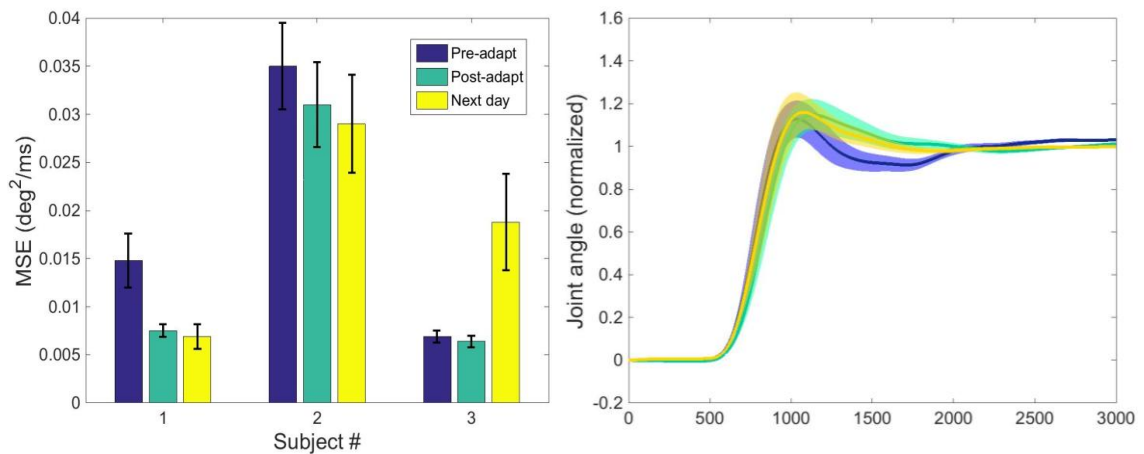 0.04
0.035
0.03
0.025
0.02
0.015
0.01
0.005
0
MSE (deg²/ms)
Pre-adapt
Post-adapt
Next day
1 2 3
Subject #
1.6
1.4
1.2
1.0
0.8
0.6
0.4
0.2
0
-0.2
Joint angle (normalized)
0 500 1000 1500 2000 2500 3000